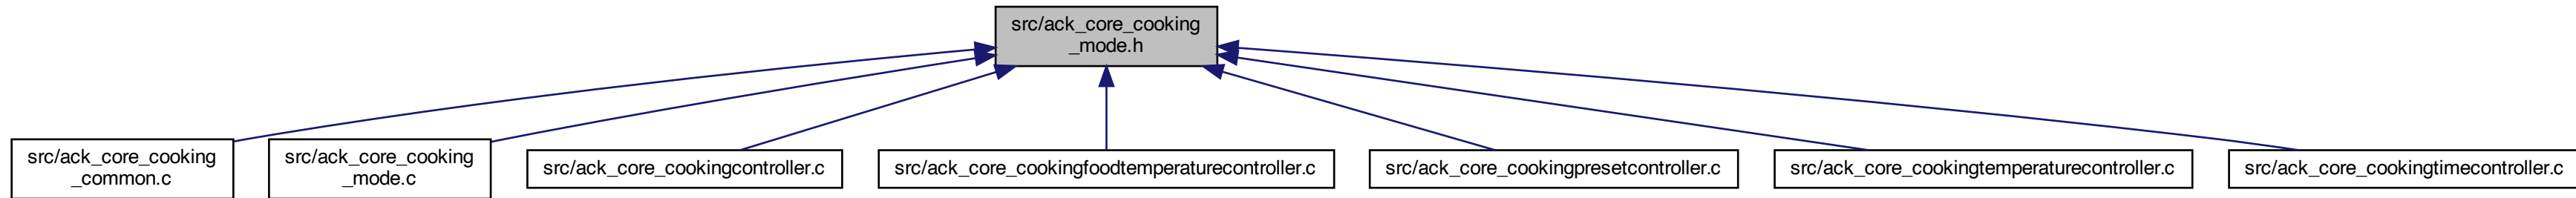 src/ack_core_cooking
_mode.h
src/ack_core_cooking
_common.c
src/ack_core_cooking
_mode.c
src/ack_core_cookingcontroller.c
src/ack_core_cookingfoodtemperaturecontroller.c
src/ack_core_cookingpresetcontroller.c
src/ack_core_cookingtemperaturecontroller.c
src/ack_core_cookingtimecontroller.c